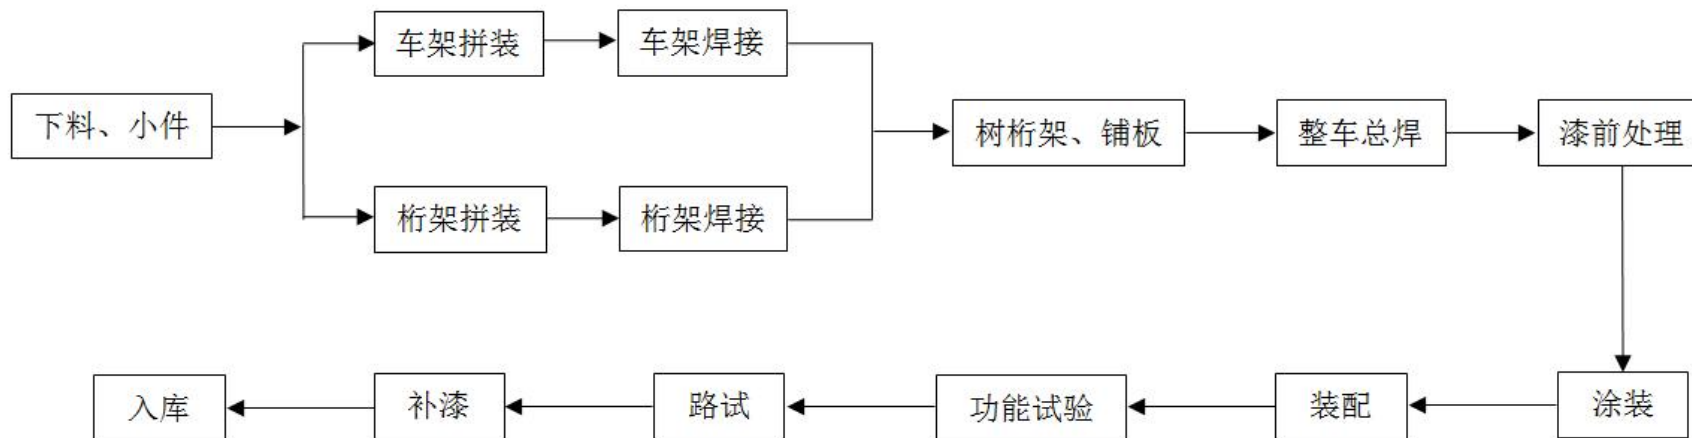 车架拼装
车架焊接
下料、小件
树桁架、铺板
整车总焊
漆前处理
桁架拼装
桁架焊接
入库
补漆
路试
功能试验
装配
涂装